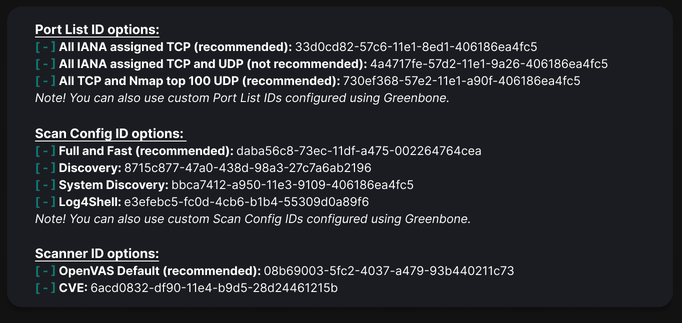 Port List ID options:
[-] All IANA assigned TCP (recommended): 33d0cd82-57c6-11e1-8ed1-406186ea4fc5
[-] All IANA assigned TCP and UDP (not recommended): 4a4717fe-57d2-11e1-9a26-406186ea4fc5
[-] All TCP and Nmap top 100 UDP (recommended): 730ef368-57e2-11e1-a90f-406186ea4fc5
Note! You can also use custom Port List IDs configured using Greenbone.
Scan Config ID options:
[-] Full and Fast (recommended): daba56c8-73ec-11df-a475-002264764cea
[-] Discovery: 8715c877-47a0-438d-98a3-27c7a6ab2196
[-] System Discovery: bbca7412-a950-11e3-9109-406186ea4fc5
[-] Log4Shell: e3efebc5-fc0d-4cb6-b1b4-55309d0a89f6
Note! You can also use custom Scan Config IDs configured using Greenbone.
Scanner ID options:
[-] OpenVAS Default (recommended): 08b69003-5fc2-4037-a479-93b440211c73
[-] CVE: 6acd0832-df90-11e4-b9d5-28d24461215b